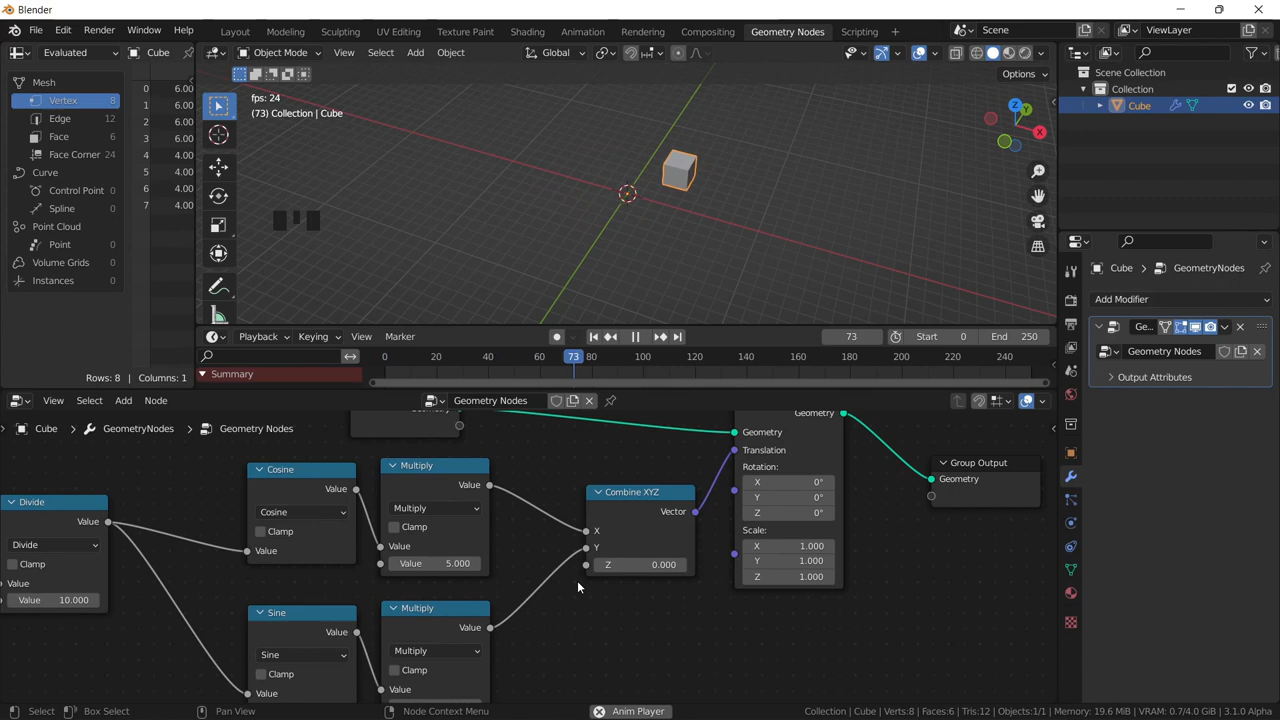 Blender
File Edit Render Window Help
Layout Modeling Sculpting UV Editing Texture Paint Shading Animation Rendering Compositing Geometry Nodes Scripting +
Scene ViewLayer
Evaluated Cube
Object Mode View Select Add Object Global
Options
Mesh
Vertex 8
Edge 12
Face 6
Face Corner 24
Curve
Control Point 0
Spline 0
Point Cloud
Point 0
Volume Grids 0
Instances 0
0 6.00
1 6.00
2 6.00
3 6.00
4 4.00
5 4.00
6 4.00
7 4.00
Rows: 8 | Columns: 1
fps: 24
(73) Collection | Cube
Z Y X
Scene Collection
Collection
Cube
Cube GeometryNodes
Add Modifier
Ge...
Geometry Nodes
Output Attributes
Playback Keying View Marker
73 Start 0 End 250
0 20 40 60 73 80 100 120 140 160 180 200 220 240
Summary
View Select Add Node Geometry Nodes
Cube GeometryNodes Geometry Nodes
Divide
Value
Divide
Clamp
Value
Value 10.000
Cosine
Value
Cosine
Clamp
Value
Sine
Value
Sine
Clamp
Value
Multiply
Value
Multiply
Clamp
Value
Value 5.000
Multiply
Value
Multiply
Clamp
Value
Combine XYZ
Vector
X
Y
Z 0.000
Geometry
Geometry
Translation
Rotation:
X 0°
Y 0°
Z 0°
Scale:
X 1.000
Y 1.000
Z 1.000
Group Output
Geometry
Select Box Select Pan View Node Context Menu Anim Player Collection | Cube | Verts:8 | Faces:6 | Tris:12 | Objects:1/1 | Memory: 19.6 MiB | VRAM: 0.7/4.0 GiB | 3.1.0 Alpha